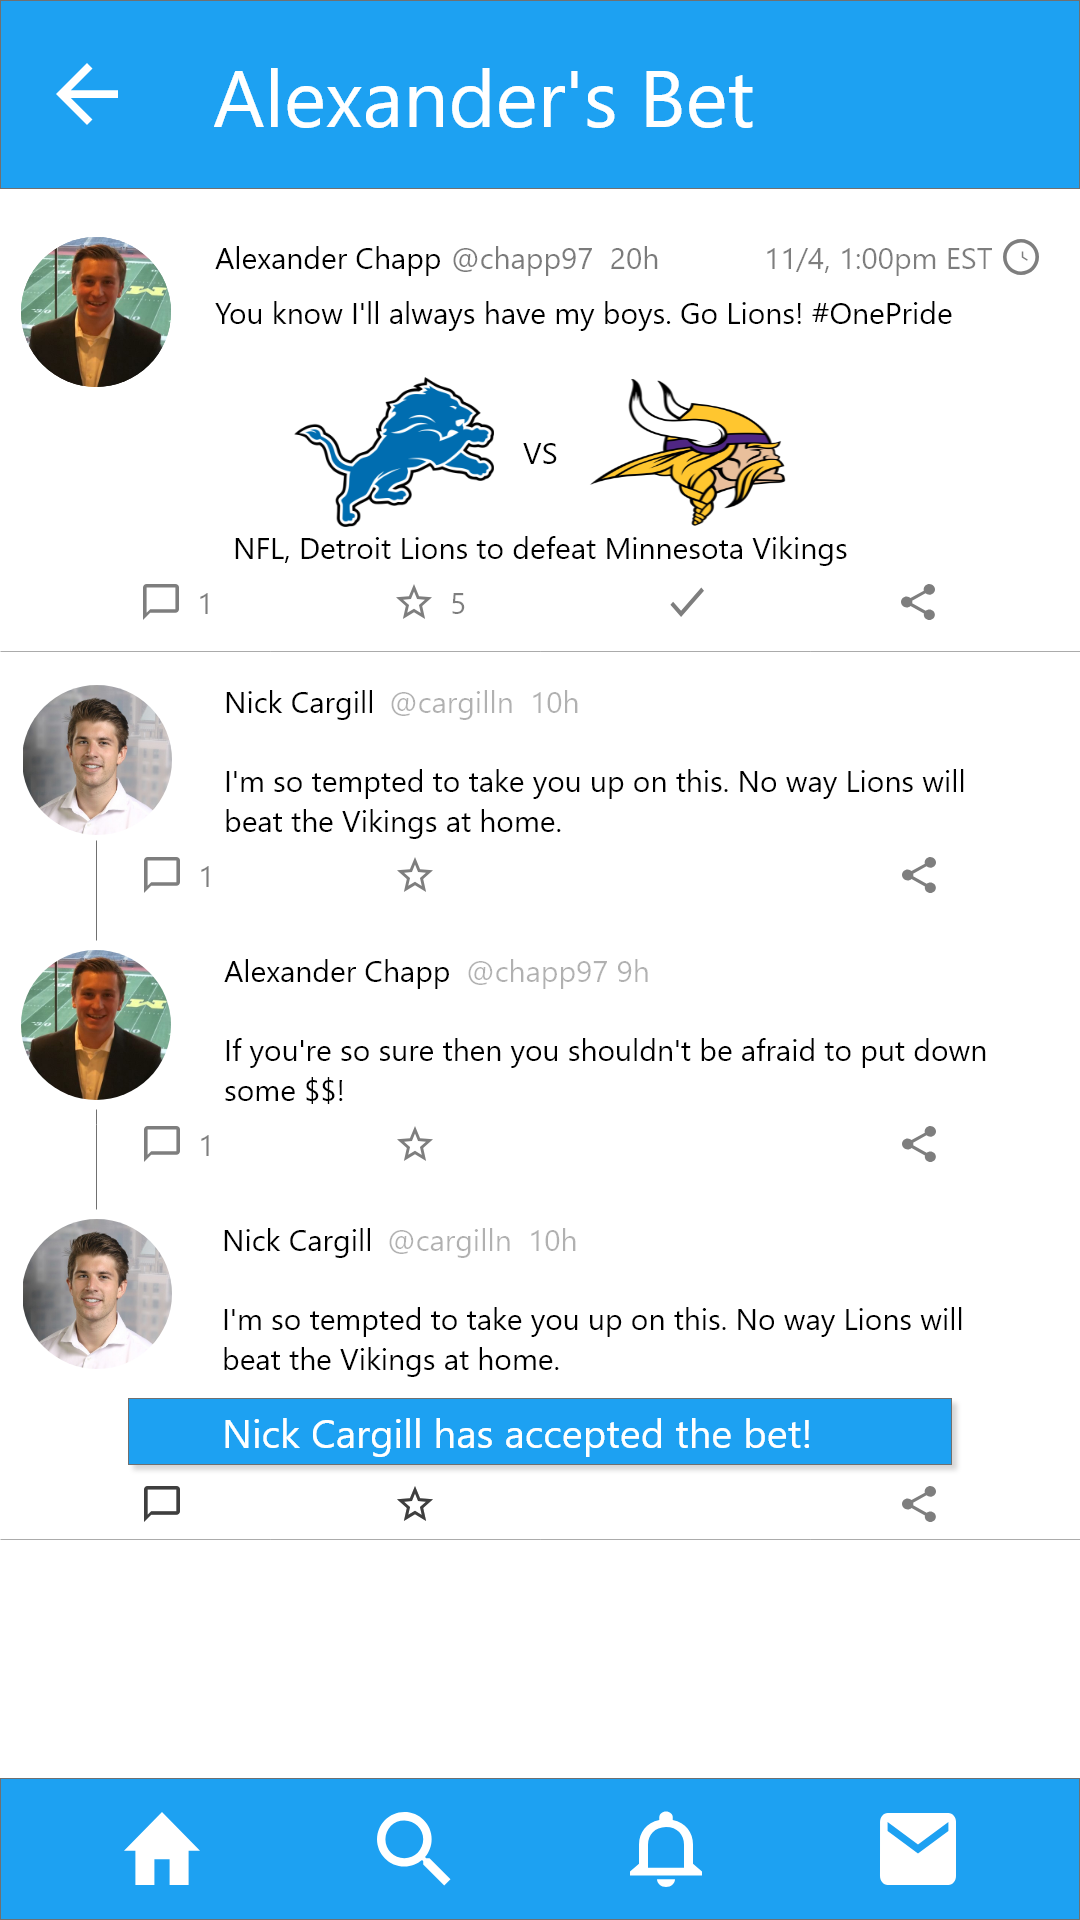 Alexander's Bet
Alexander Chapp @chapp97 20h 11/4, 1:00pm EST
You know I'll always have my boys. Go Lions! #OnePride
VS
NFL, Detroit Lions to defeat Minnesota Vikings
1 5
Nick Cargill @cargilln 10h
I'm so tempted to take you up on this. No way Lions will
beat the Vikings at home.
1
Alexander Chapp @chapp97 9h
If you're so sure then you shouldn't be afraid to put down
some $$!
1
Nick Cargill @cargilln 10h
I'm so tempted to take you up on this. No way Lions will
beat the Vikings at home.
Nick Cargill has accepted the bet!